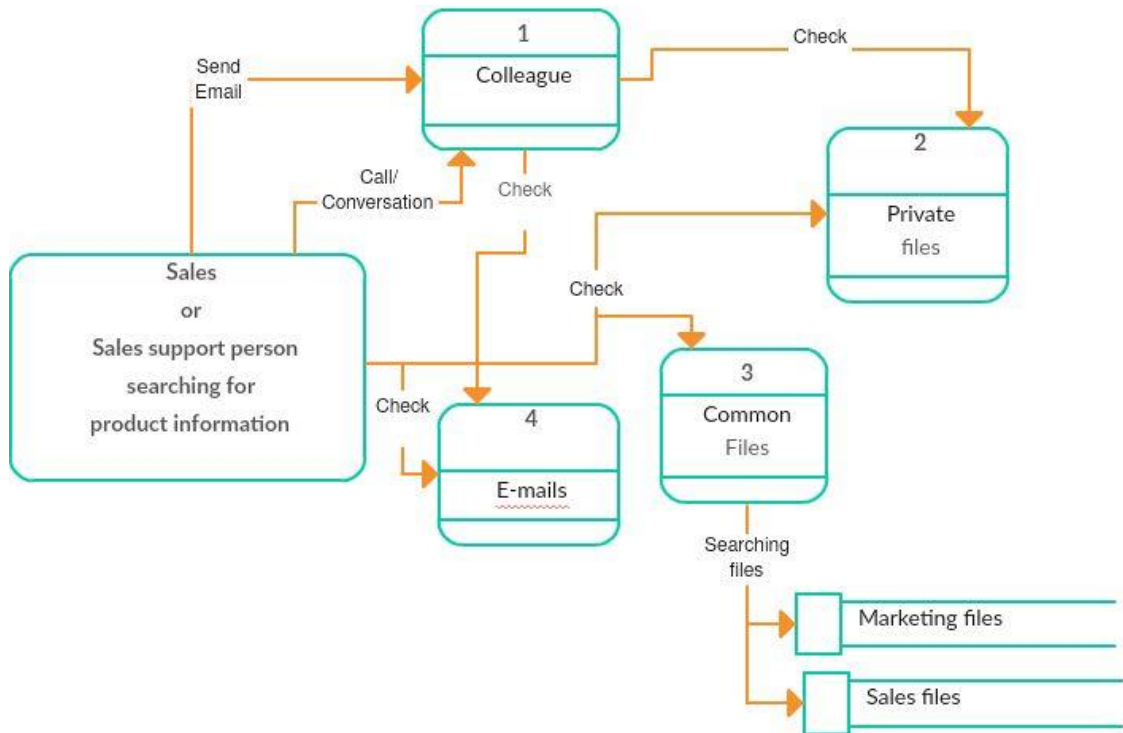 1
Colleague
Check
Send
Email
2
Private
files
Call/
Conversation
Check
Sales
or
Sales support person
searching for
product information
Check
3
Common
Files
Check
4
E-mails
Searching
files
Marketing files
Sales files